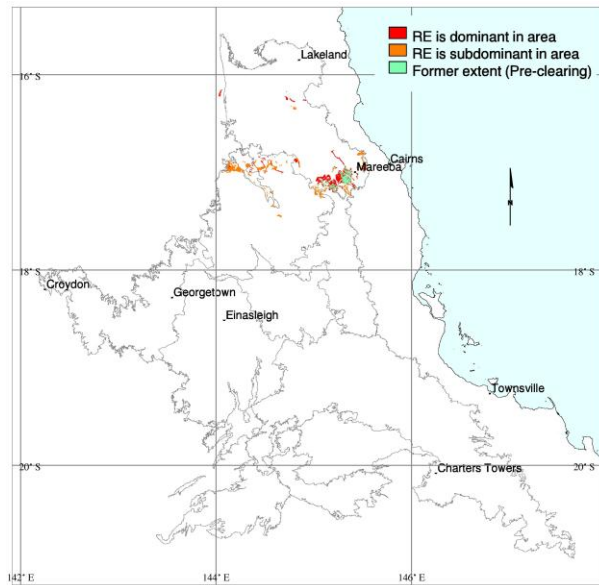 RE is dominant in area
RE is subdominant in area
Former extent (Pre-clearing)
16° S
Lakeland
Cairns
Mareeba
N
18° S
18° S
Croydon
Georgetown
Einasleigh
Townsville
20° S
20° S
Charters Towers
142° E
144° E
146° E